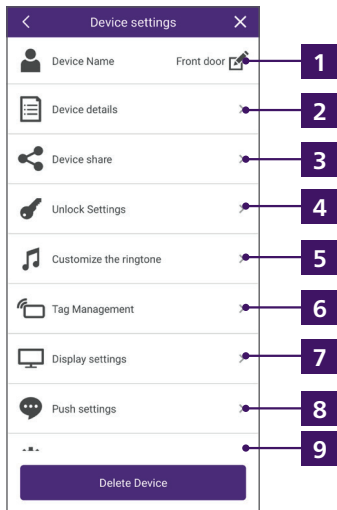 Device settings
Device Name Front door 1
Device details 2
Device share 3
Unlock Settings 4
Customize the ringtone 5
Tag Management 6
Display settings 7
Push settings 8
9
Delete Device